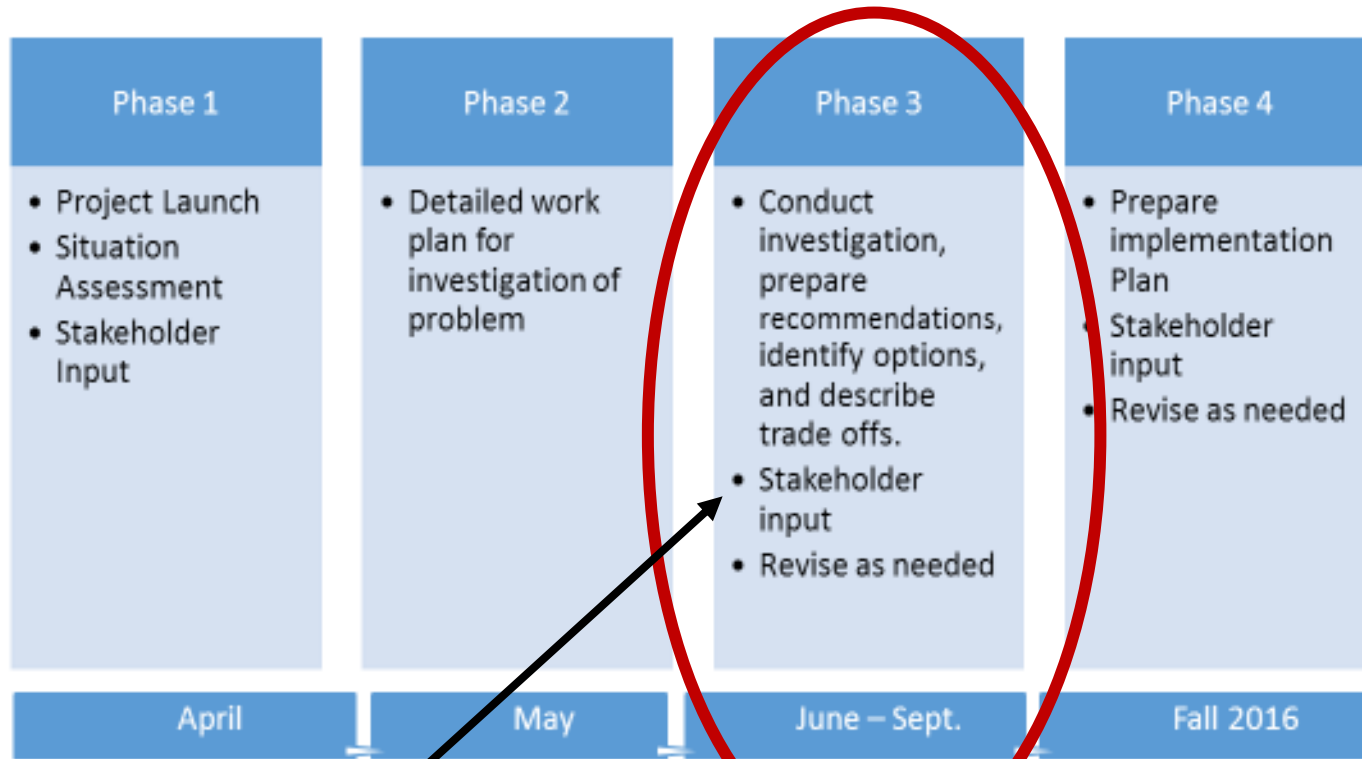 Phase 1
• Project Launch
• Situation
Assessment
• Stakeholder
Input
April
Phase 2
• Detailed work
plan for
investigation of
problem
May
Phase 3
• Conduct
investigation,
prepare
recommendations,
identify options,
and describe
trade offs.
• Stakeholder
input
• Revise as needed
June – Sept.
Phase 4
• Prepare
implementation
Plan
• Stakeholder
input
• Revise as needed
Fall 2016